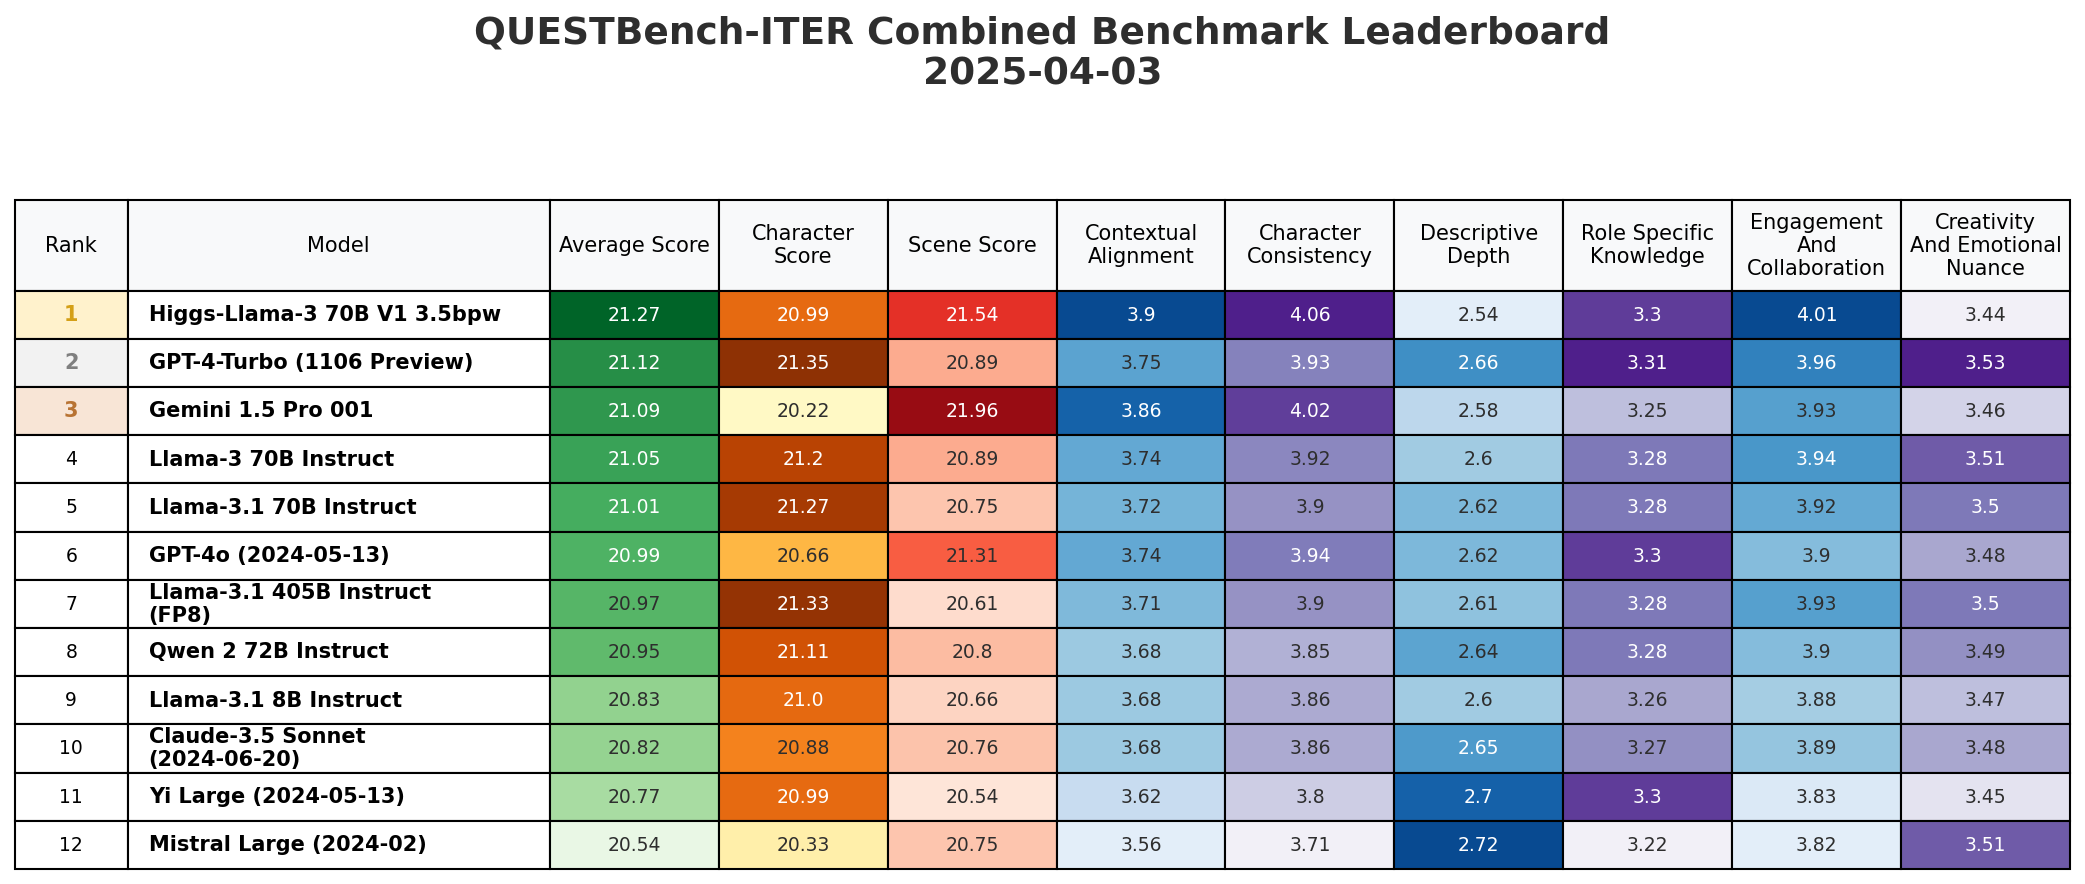 QUESTBench-ITER Combined Benchmark Leaderboard
2025-04-03
Rank Model Average Score Character Score Scene Score Contextual Alignment Character Consistency Descriptive Depth Role Specific Knowledge Engagement And Collaboration Creativity And Emotional Nuance
1 Higgs-Llama-3 70B V1 3.5bpw 21.27 20.99 21.54 3.9 4.06 2.54 3.3 4.01 3.44
2 GPT-4-Turbo (1106 Preview) 21.12 21.35 20.89 3.75 3.93 2.66 3.31 3.96 3.53
3 Gemini 1.5 Pro 001 21.09 20.22 21.96 3.86 4.02 2.58 3.25 3.93 3.46
4 Llama-3 70B Instruct 21.05 21.2 20.89 3.74 3.92 2.6 3.28 3.94 3.51
5 Llama-3.1 70B Instruct 21.01 21.27 20.75 3.72 3.9 2.62 3.28 3.92 3.5
6 GPT-4o (2024-05-13) 20.99 20.66 21.31 3.74 3.94 2.62 3.3 3.9 3.48
7 Llama-3.1 405B Instruct (FP8) 20.97 21.33 20.61 3.71 3.9 2.61 3.28 3.93 3.5
8 Qwen 2 72B Instruct 20.95 21.11 20.8 3.68 3.85 2.64 3.28 3.9 3.49
9 Llama-3.1 8B Instruct 20.83 21.0 20.66 3.68 3.86 2.6 3.26 3.88 3.47
10 Claude-3.5 Sonnet (2024-06-20) 20.82 20.88 20.76 3.68 3.86 2.65 3.27 3.89 3.48
11 Yi Large (2024-05-13) 20.77 20.99 20.54 3.62 3.8 2.7 3.3 3.83 3.45
12 Mistral Large (2024-02) 20.54 20.33 20.75 3.56 3.71 2.72 3.22 3.82 3.51